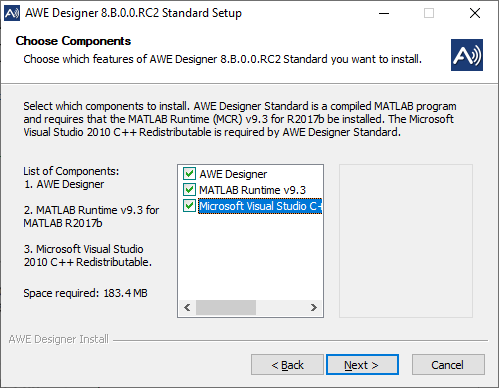 AWE Designer 8.B.0.0.RC2 Standard Setup
Choose Components
Choose which features of AWE Designer 8.B.0.0.RC2 Standard you want to install.
Select which components to install. AWE Designer Standard is a compiled MATLAB program
and requires that the MATLAB Runtime (MCR) v9.3 for R2017b be installed. The Microsoft
Visual Studio 2010 C++ Redistributable is required by AWE Designer Standard.
List of Components:
1. AWE Designer
2. MATLAB Runtime v9.3 for
MATLAB R2017b
3. Microsoft Visual Studio
2010 C++ Redistributable.
Space required: 183.4 MB
AWE Designer
MATLAB Runtime v9.3
Microsoft Visual Studio C+
AWE Designer Install
< Back
Next >
Cancel